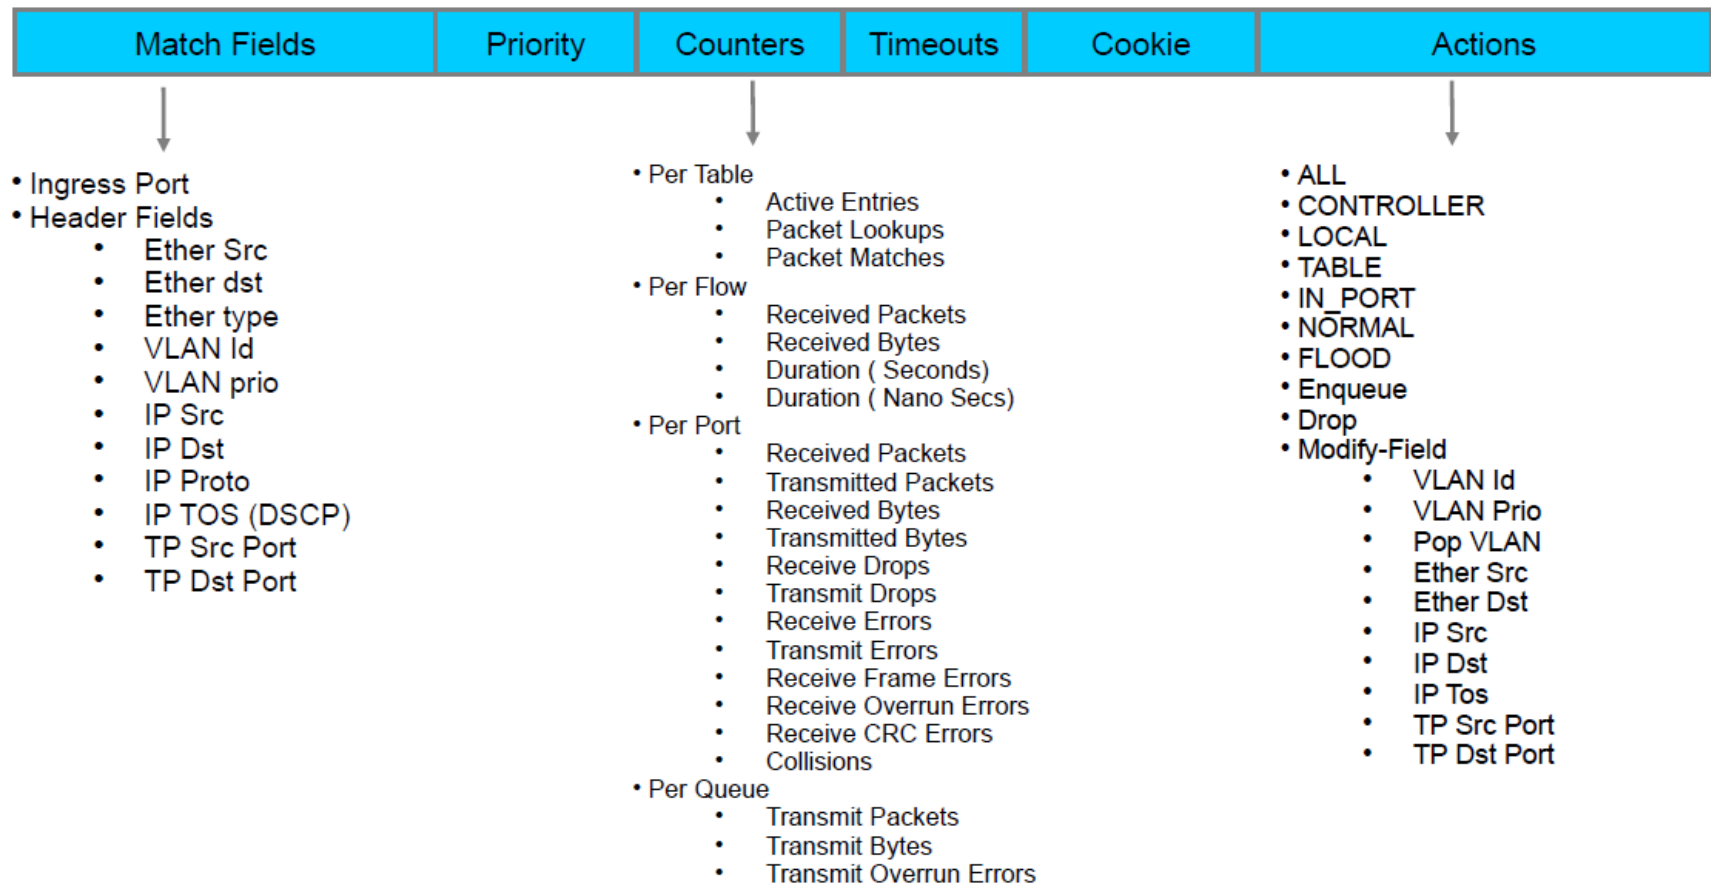 Match Fields Priority Counters Timeouts Cookie Actions
• Ingress Port
• Header Fields
• Ether Src
• Ether dst
• Ether type
• VLAN Id
• VLAN prio
• IP Src
• IP Dst
• IP Proto
• IP TOS (DSCP)
• TP Src Port
• TP Dst Port
• Per Table
• Active Entries
• Packet Lookups
• Packet Matches
• Per Flow
• Received Packets
• Received Bytes
• Duration ( Seconds)
• Duration ( Nano Secs)
• Per Port
• Received Packets
• Transmitted Packets
• Received Bytes
• Transmitted Bytes
• Receive Drops
• Transmit Drops
• Receive Errors
• Transmit Errors
• Receive Frame Errors
• Receive Overrun Errors
• Receive CRC Errors
• Collisions
• Per Queue
• Transmit Packets
• Transmit Bytes
• Transmit Overrun Errors
• ALL
• CONTROLLER
• LOCAL
• TABLE
• IN_PORT
• NORMAL
• FLOOD
• Enqueue
• Drop
• Modify-Field
• VLAN Id
• VLAN Prio
• Pop VLAN
• Ether Src
• Ether Dst
• IP Src
• IP Dst
• IP Tos
• TP Src Port
• TP Dst Port